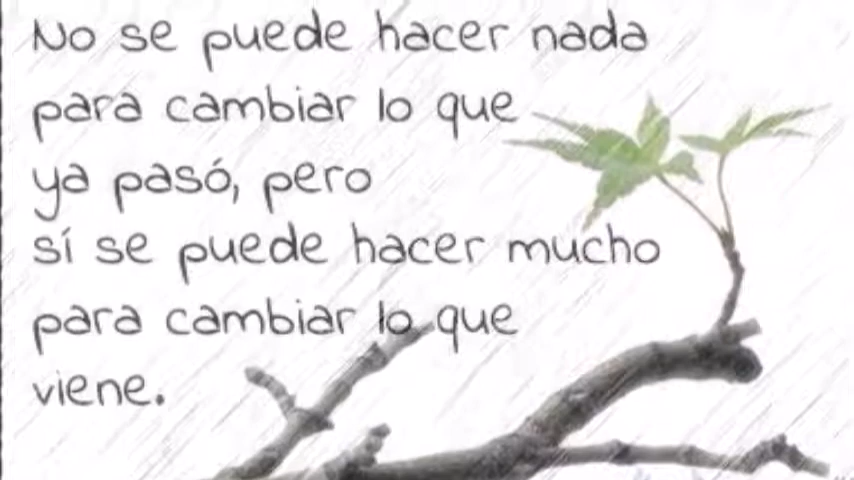 No se puede hacer nada
para cambiar lo que
ya pasó, pero
sí se puede hacer mucho
para cambiar lo que
viene.